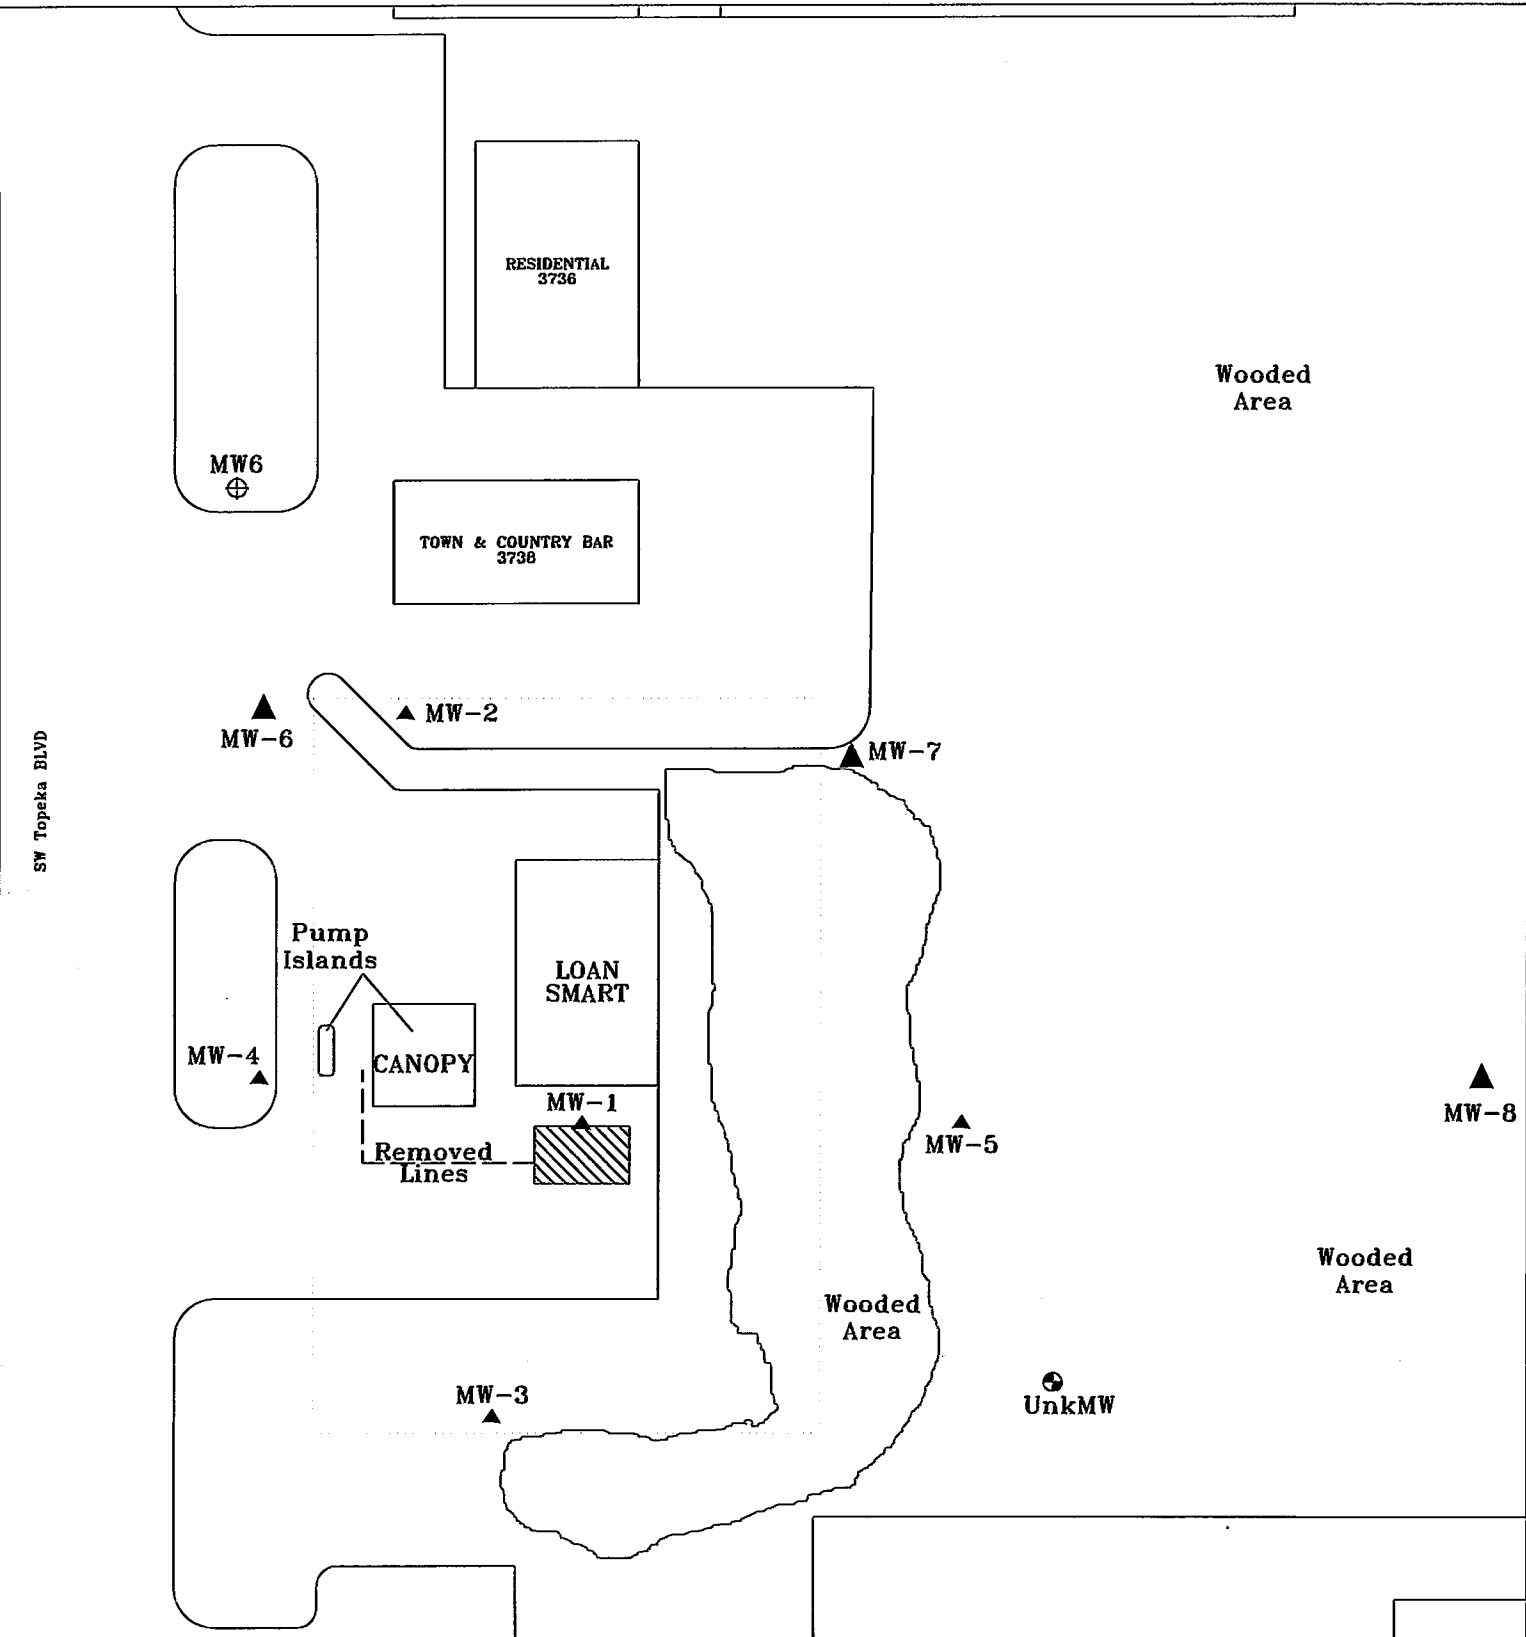 RESIDENTIAL
3736
Wooded
Area
MW6
TOWN & COUNTRY BAR
3738
MW-2
MW-6
MW-7
SW Topeka BLVD
Pump
Islands
LOAN
SMART
MW-4
CANOPY
MW-1
MW-8
MW-5
Removed
Lines
Wooded
Area
Wooded
Area
MW-3
UnkMW